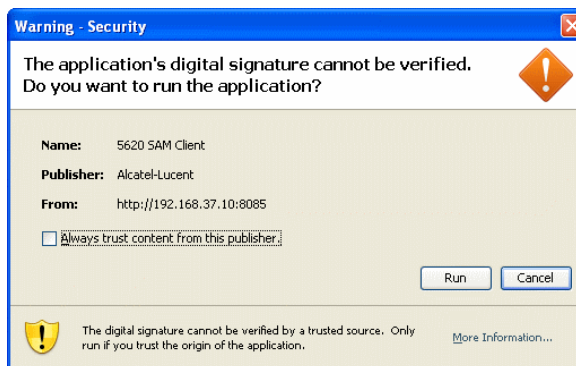 Warning - Security
The application's digital signature cannot be verified.
Do you want to run the application?
Name: 5620 SAM Client
Publisher: Alcatel-Lucent
From: http://192.168.37.10:8085
Always trust content from this publisher.
Run Cancel
The digital signature cannot be verified by a trusted source. Only
run if you trust the origin of the application.
More Information...